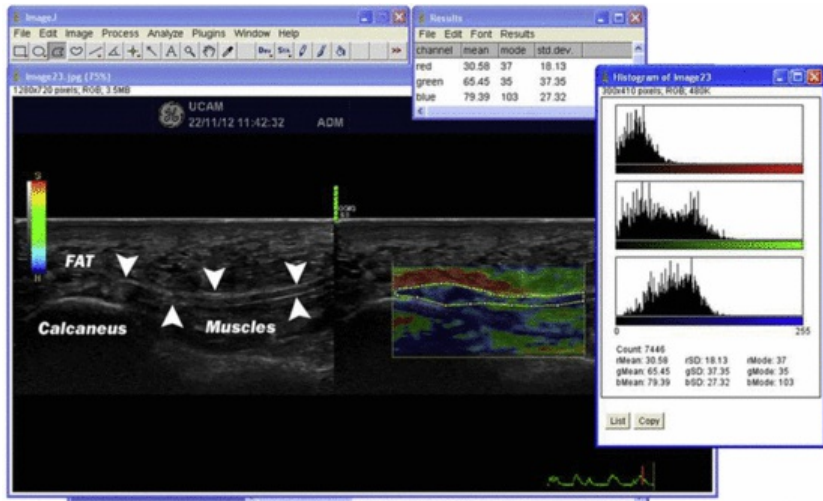 ImageJ
File Edit Image Process Analyze Plugins Window Help
Dev Stk
Image23.jpg (75%)
1280x720 pixels; RGB; 3.5MB
UCAM
22/11/12 11:42:32 ADM
S
H
FAT
Calcaneus
Muscles
Results
File Edit Font Results
channel mean mode std.dev.
red 30.58 37 18.13
green 65.45 35 37.35
blue 79.39 103 27.32
Histogram of Image23
300x410 pixels; RGB; 480K
0 255
Count: 7446
rMean: 30.58 rSD: 18.13 rMode: 37
gMean: 65.45 gSD: 37.35 gMode: 35
bMean: 79.39 bSD: 27.32 bMode: 103
List Copy